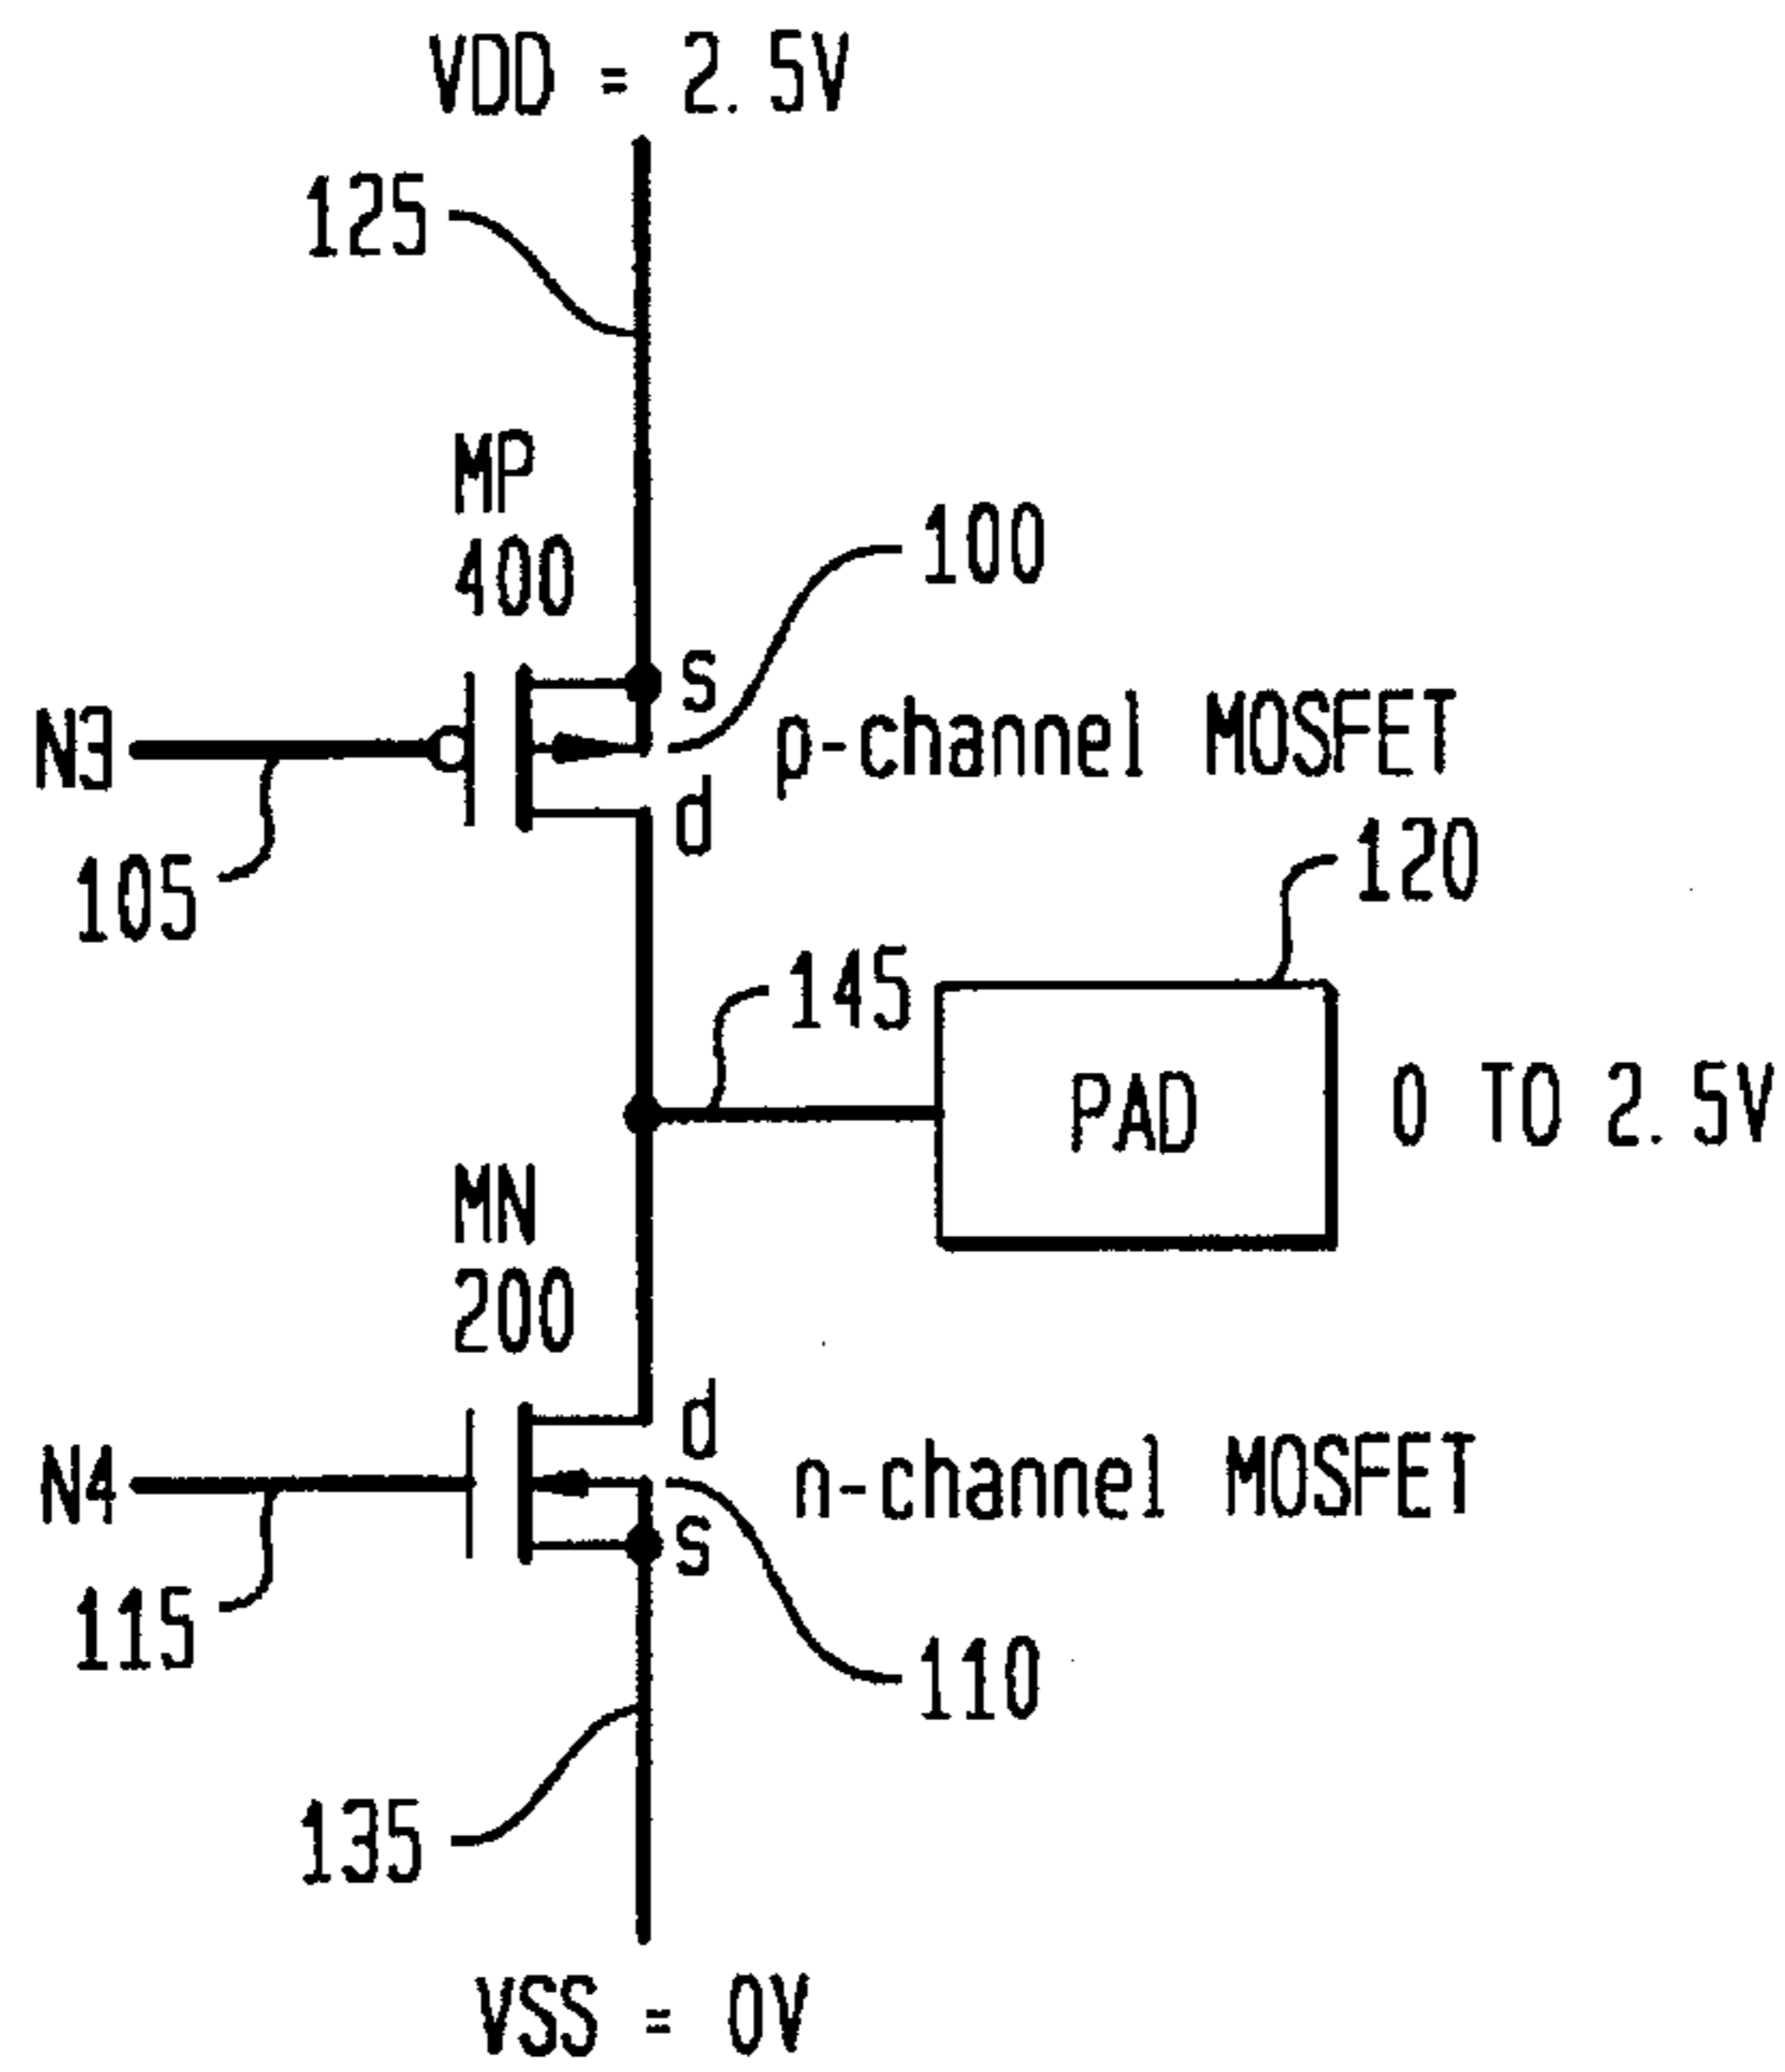 VDD = 2.5V
125
MP
400
100
s
N3
p-channel MOSFET
d
105
120
145
PAD
0 TO 2.5V
MN
200
d
N4
n-channel MOSFET
s
115
110
135
VSS = 0V